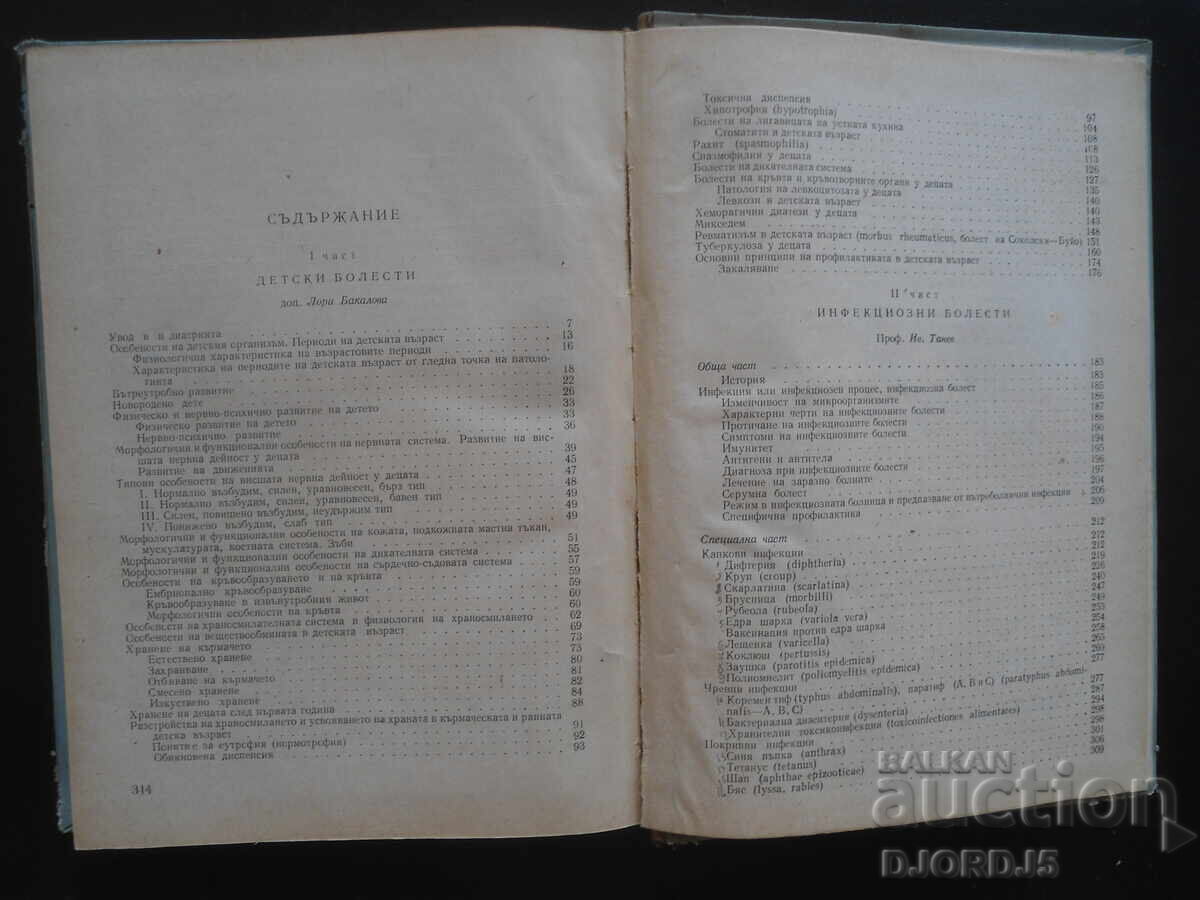 СЪДЪРЖАНИЕ
I част
ДЕТСКИ БОЛЕСТИ
доц. Лори Бакалова
Увод в п диатрията 7
Особености на детския организъм. Периоди на детската възраст 13
Физиологична характеристика на възрастовите периоди 16
Характеристика на периодите на детската възраст от гледна точка на патоло-
гията 18
Вътреутробно развитие 22
Новородено дете 26
Физическо и нервно-психично развитие на детето 33
Физическо развитие на детето 33
Нервно-психично развитие 36
Морфологични и функционални особености на нервната система. Развитие на вис-
шата нервна дейност у децата 39
Развитие на движенията 45
Типови особености на висшата нервна дейност у децата 47
I. Нормално възбудим, силен, уравновесен, бърз тип 48
II. Нормално възбудим, силен, уравновесен, бавен тип 49
III. Силен, повишено възбудим, неудържим тип 49
IV. Понижено възбудим, слаб тип 49
Морфологични и функционални особености на кожата, подкожната мастна тъкан,
мускулатурата, костната система. Зъби 51
Морфологични и функционални особености на дихателната система 55
Морфологични и функционални особености на сърдечно-съдовата система 57
Особености на кръвообразуването и на кръвта 59
Ембрионално кръвообразуване 59
Кръвообразуване в извънутробния живот 60
Морфологични особености на кръвта 60
Особености на храносмилателната система и физиология на храносмилането 62
Особености на веществообмяната в детската възраст 69
Хранене на кърмачето 73
Естествено хранене 73
Захранване 80
Отбиване на кърмачето 81
Смесено хранене 82
Изкуствено хранене 84
Хранене на децата след първата година 88
Разстройства на храносмилането и усвояването на храната в кърмаческата и ранната
детска възраст 91
Понятие за еутрофия (нормотрофия) 92
Обикновена диспепсия 93
314
Токсична диспепсия
Хипотрофия (hypotrophia) 97
Болести на лигавицата на устната кухина 104
Стоматити в детската възраст 108
Рахит (spasmophilia) 108
Спазмофилия у децата 113
Болести на дихателната система 126
Болести на кръвта и кръвотворните органи у децата 127
Патология на левкоцитозата у децата 135
Левкози в детската възраст 140
Хеморагични диатези у децата 140
Микседем 143
Ревматизъм в детската възраст (morbus rheumaticus, болест на Соколски—Буйо) 148
Туберкулоза у децата 151
Основни принципи на профилактиката в детската възраст 160
Закаляване 174
176
II част
ИНФЕКЦИОЗНИ БОЛЕСТИ
Проф. Ив. Танев
Обща част 183
История 183
Инфекция или инфекциозен процес, инфекциозна болест 185
Изменчивост на микроорганизмите 186
Характерни черти на инфекциозните болести 187
Протичане на инфекциозните болести 188
Симптоми на инфекциозните болести 190
Имунитет 194
Антигени и антитела 195
Диагноза при инфекциозните болести 196
Лечение на заразно болните 197
Серумна болест 204
Режим в инфекциозната болница и предпазване от вътреболнични инфекции 206
Специфична профилактика 209
Специална част 212
Капкови инфекции 212
Дифтерия (diphtheria) 212
Круп (croup) 219
Скарлатина (scarlatina) 226
Брусница (morbilli) 240
Рубеола (rubeola) 247
Едра шарка (variola vera) 249
Ваксинация против едра шарка 253
Лещенка (varicella) 254
Коклюш (pertussis) 258
Заушка (parotitis epidemica) 265
Полиомиелит (poliomyelitis epidemica) 269
Чревни инфекции 277
Коремен тиф (typhus abdominalis), паратиф (А, В и С) (paratyphus abdomi-
nalis—А, В, С) 277
Бактериална дизентерия (dysenteria) 287
Хранителни токсикоинфекции (toxicoinfectiones alimentares) 294
Покривни инфекции 298
Синя пъпка (anthrax) 298
Тетанус (tetanus) 301
Шап (aphthae epizooticae) 306
Бяс (lyssa, rabies) 309
BALKAN
auction
DJORDJ5